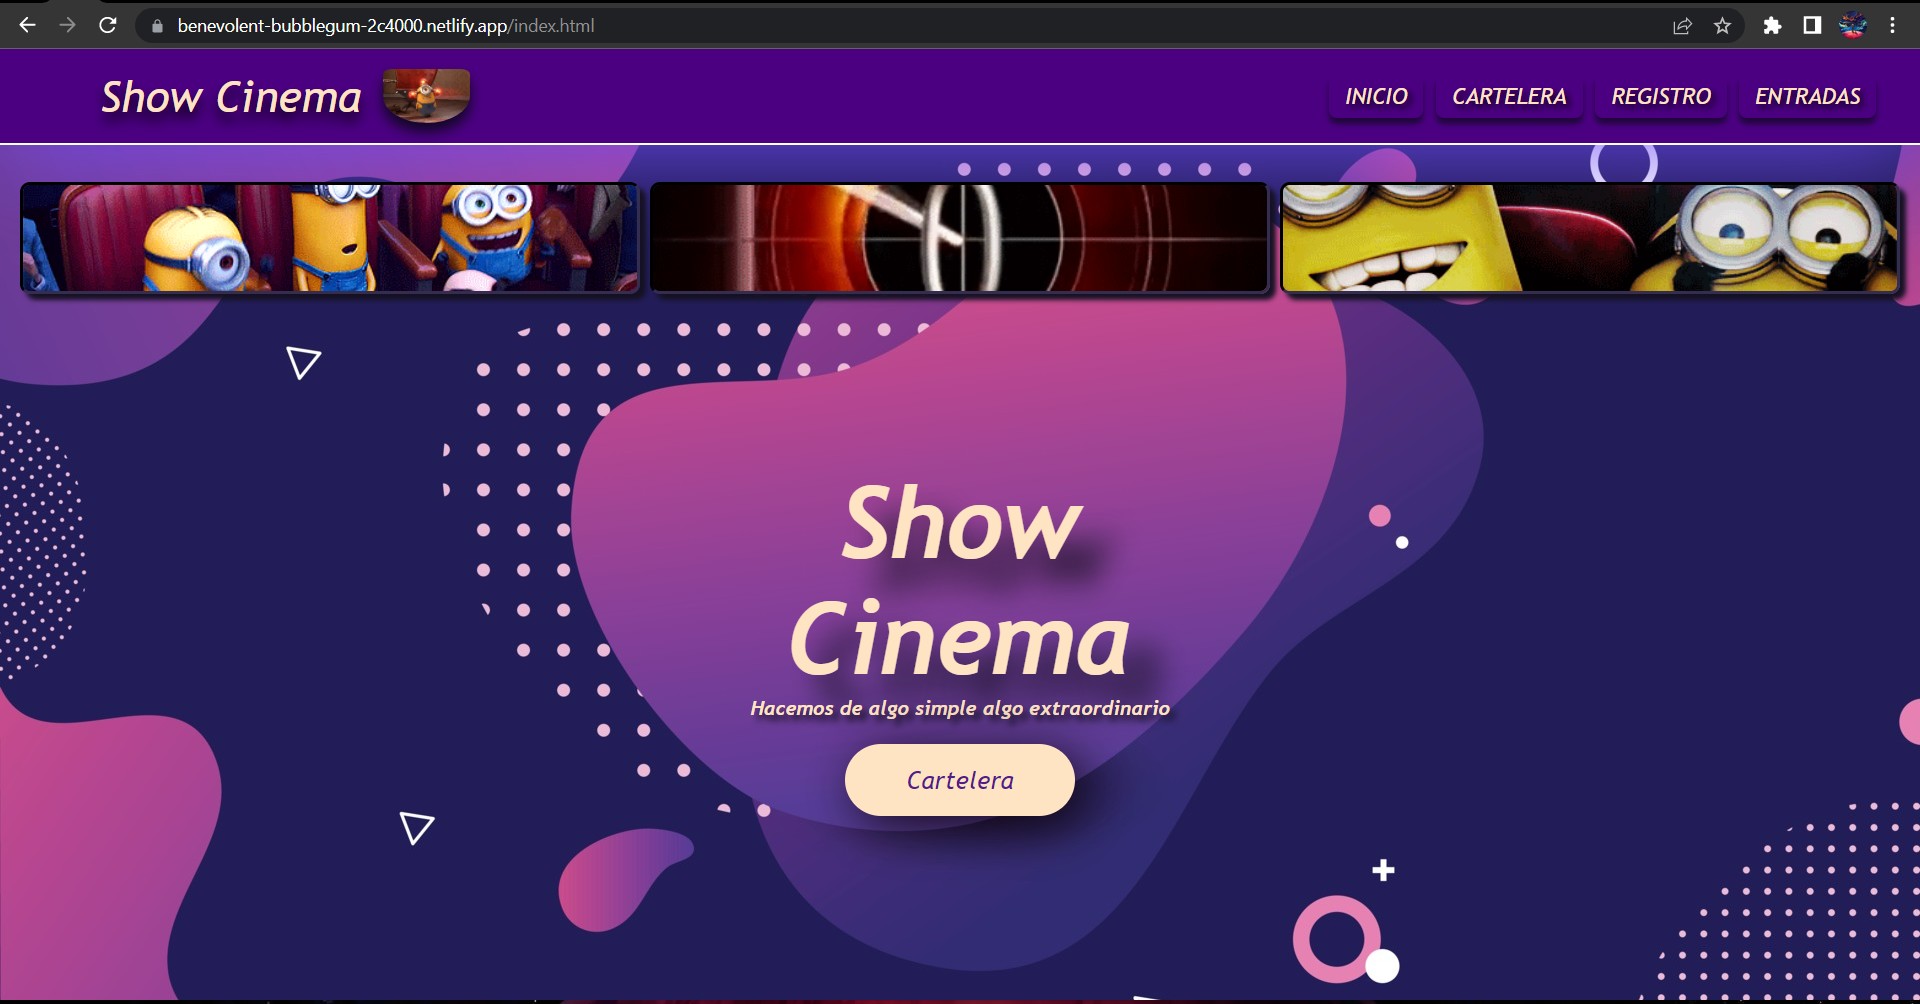 benevolent-bubblegum-2c4000.netlify.app/index.html
Show Cinema
INICIO CARTELERA REGISTRO ENTRADAS
Show
Cinema
Hacemos de algo simple algo extraordinario
Cartelera